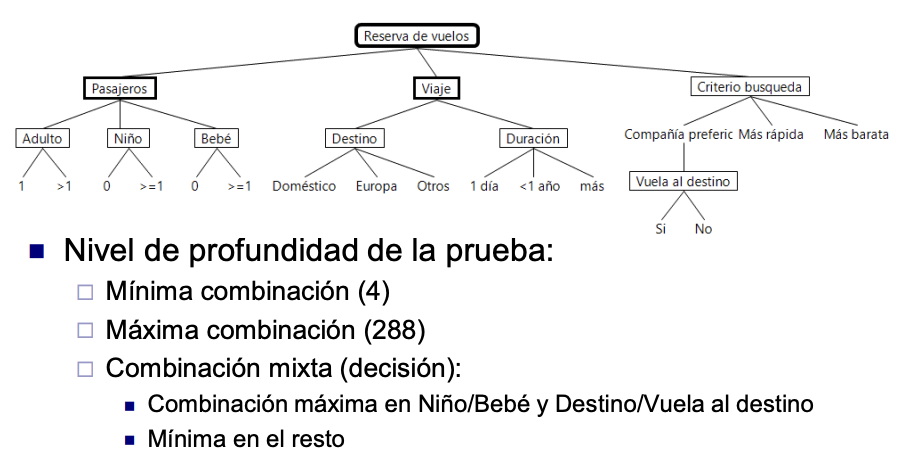 Reserva de vuelos
Pasajeros Viaje Criterio busqueda
Adulto Niño Bebé Destino Duración Compañía preferic Más rápida Más barata
1 >1 0 >=1 0 >=1 Doméstico Europa Otros 1 día <1 año más Vuela al destino
Si No
Nivel de profundidad de la prueba:
Mínima combinación (4)
Máxima combinación (288)
Combinación mixta (decisión):
Combinación máxima en Niño/Bebé y Destino/Vuela al destino
Mínima en el resto